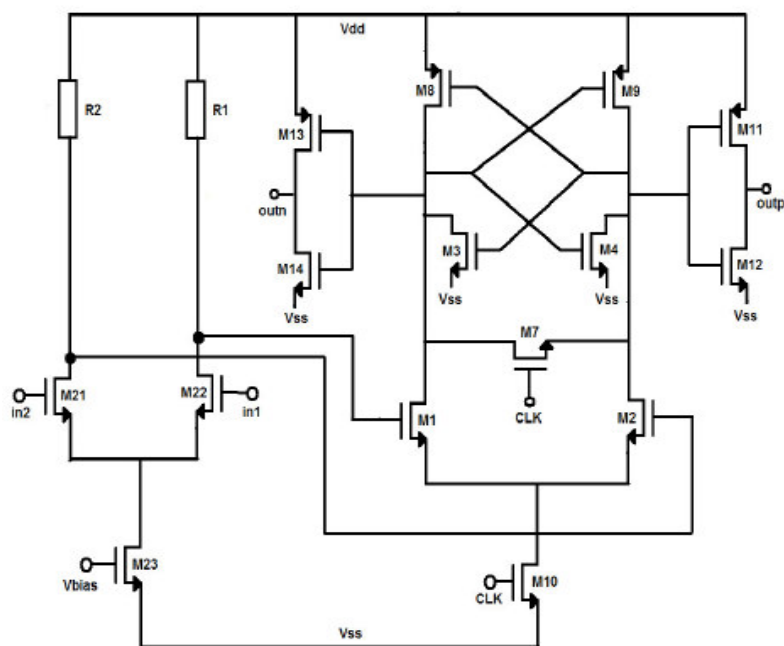 Vdd
R2
R1
M8
M9
M13
M11
outn
outp
M3
M4
M14
M12
Vss
Vss
Vss
Vss
M7
M21
M22
in2
in1
CLK
M1
M2
M23
Vbias
M10
CLK
Vss